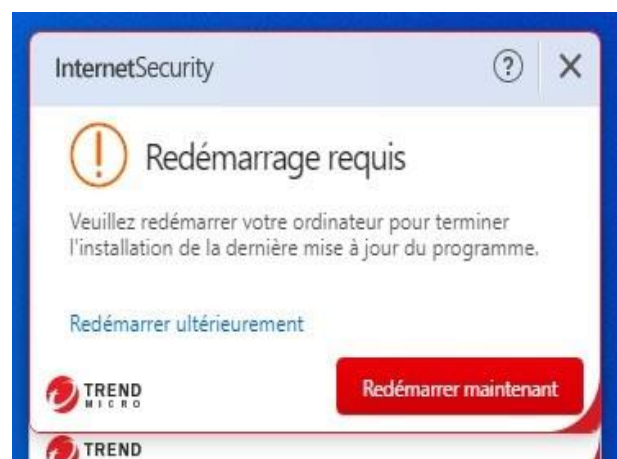 InternetSecurity
?
Redémarrage requis
Veuillez redémarrer votre ordinateur pour terminer
l'installation de la dernière mise à jour du programme.
Redémarrer ultérieurement
TREND
MICRO
Redémarrer maintenant
TREND